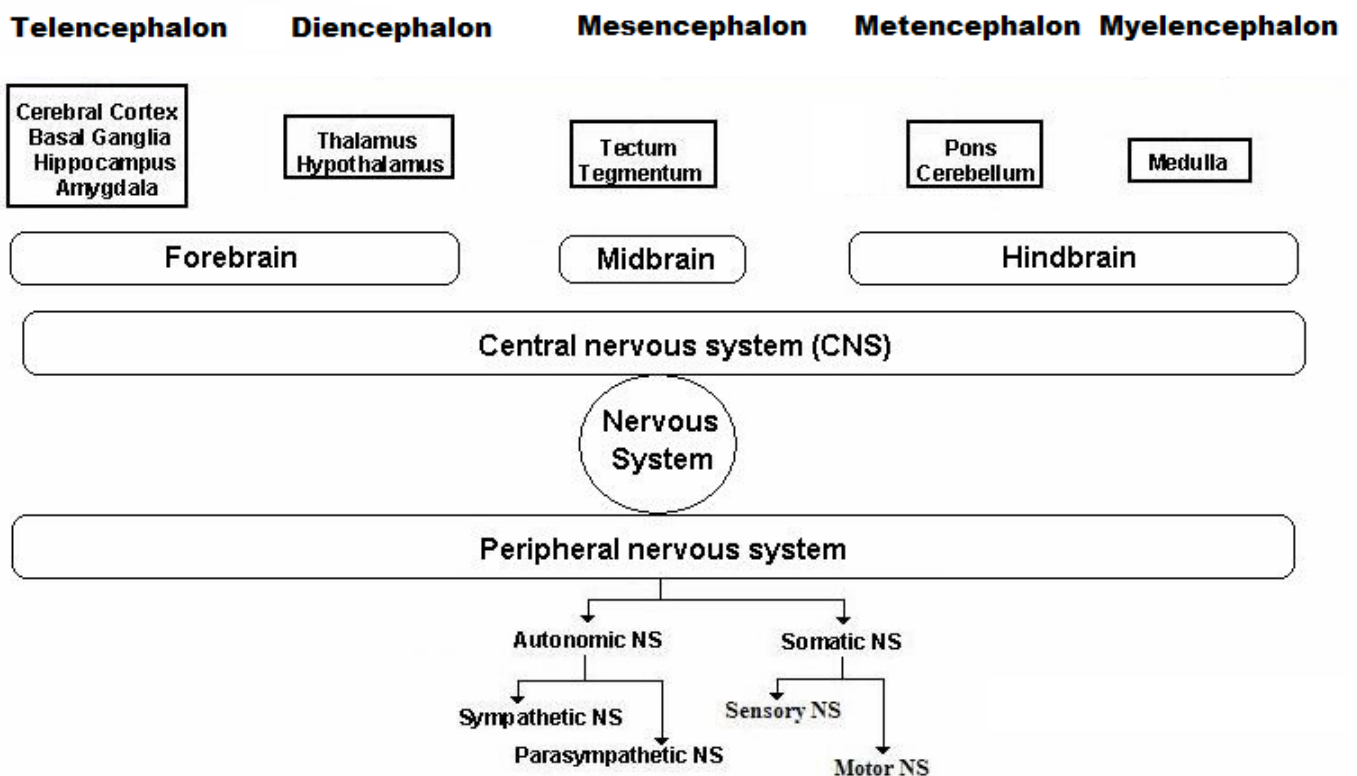 Telencephalon Diencephalon Mesencephalon Metencephalon Myelencephalon
Cerebral Cortex
Basal Ganglia
Hippocampus
Amygdala
Thalamus
Hypothalamus
Tectum
Tegmentum
Pons
Cerebellum
Medulla
Forebrain
Midbrain
Hindbrain
Central nervous system (CNS)
Nervous
System
Peripheral nervous system
Autonomic NS
Somatic NS
Sympathetic NS
Parasympathetic NS
Sensory NS
Motor NS